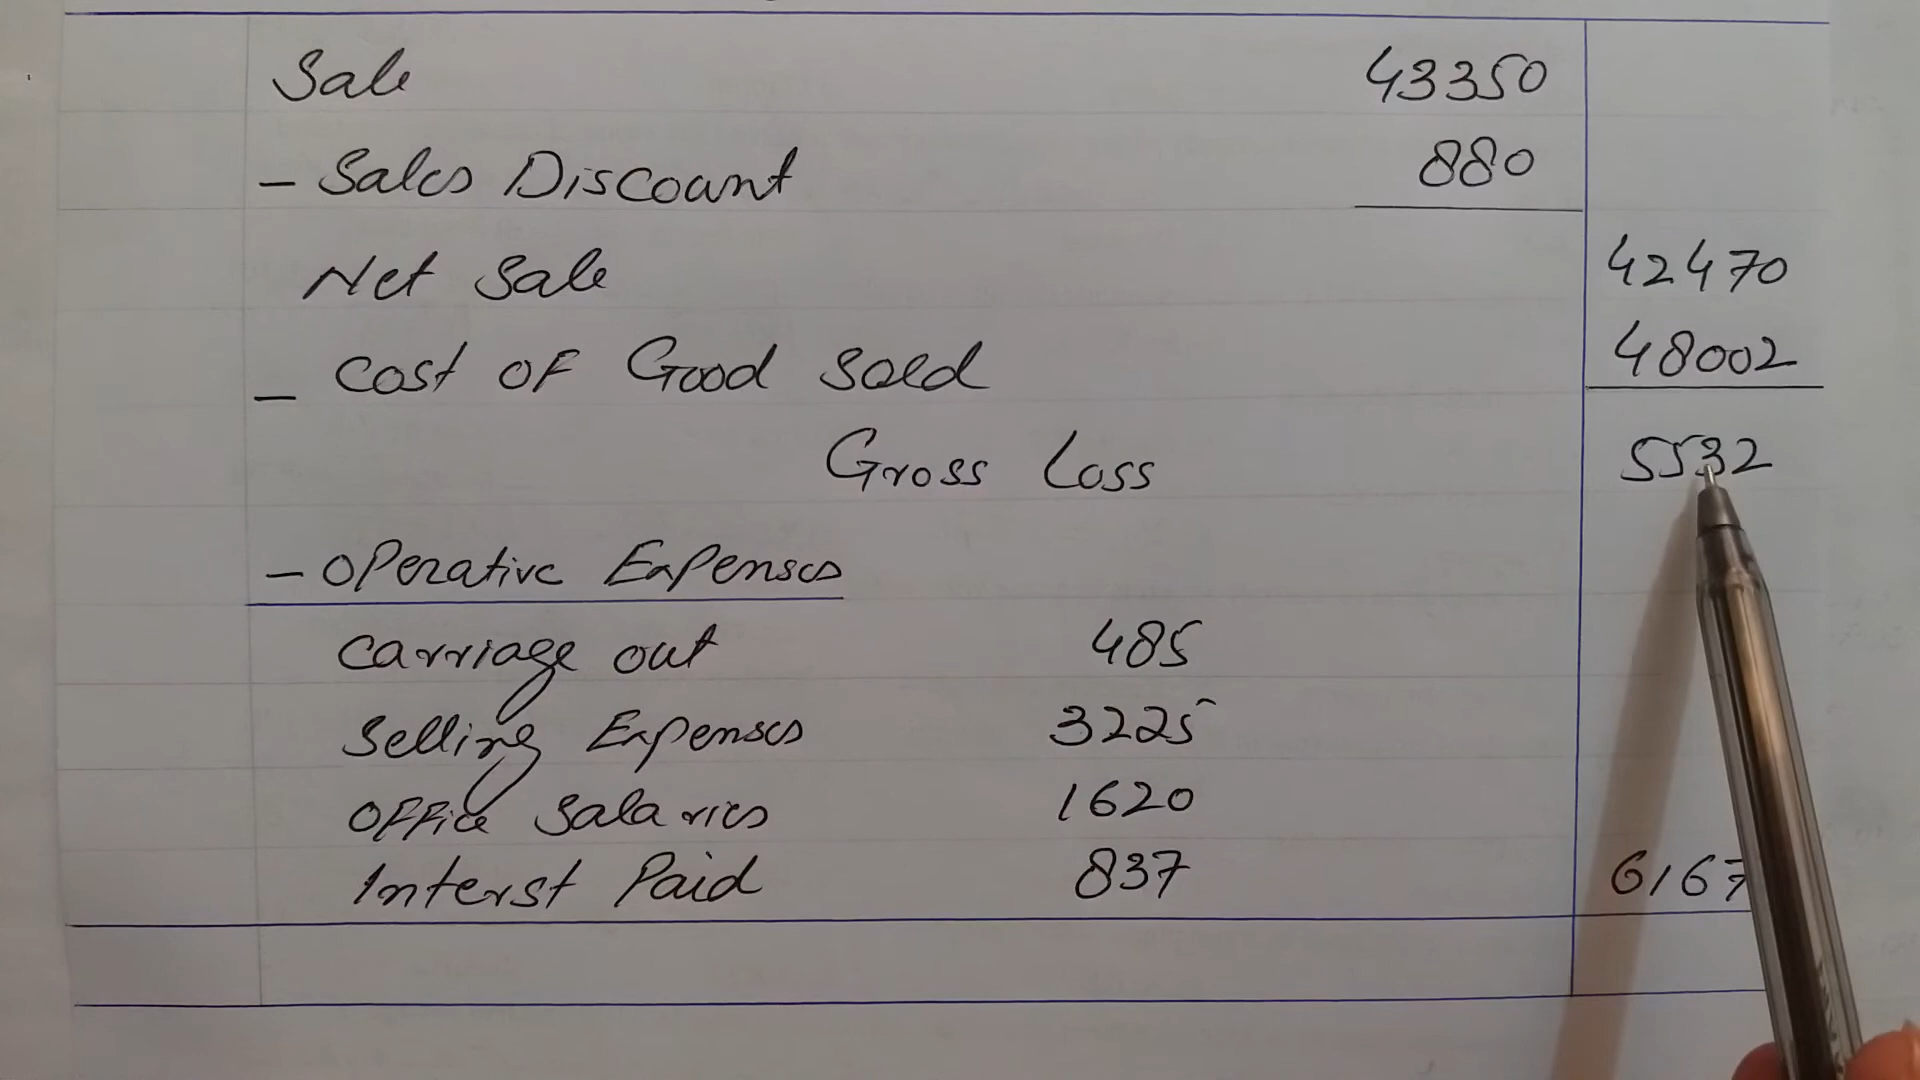 Sale 43350
- Sales Discount 880
Net Sale 42470
- Cost of Good Sold 48002
Gross Loss 5532
- Operative Expenses
Carriage out 485
Selling Expenses 3225
Office Salaries 1620
Interst Paid 837 6167